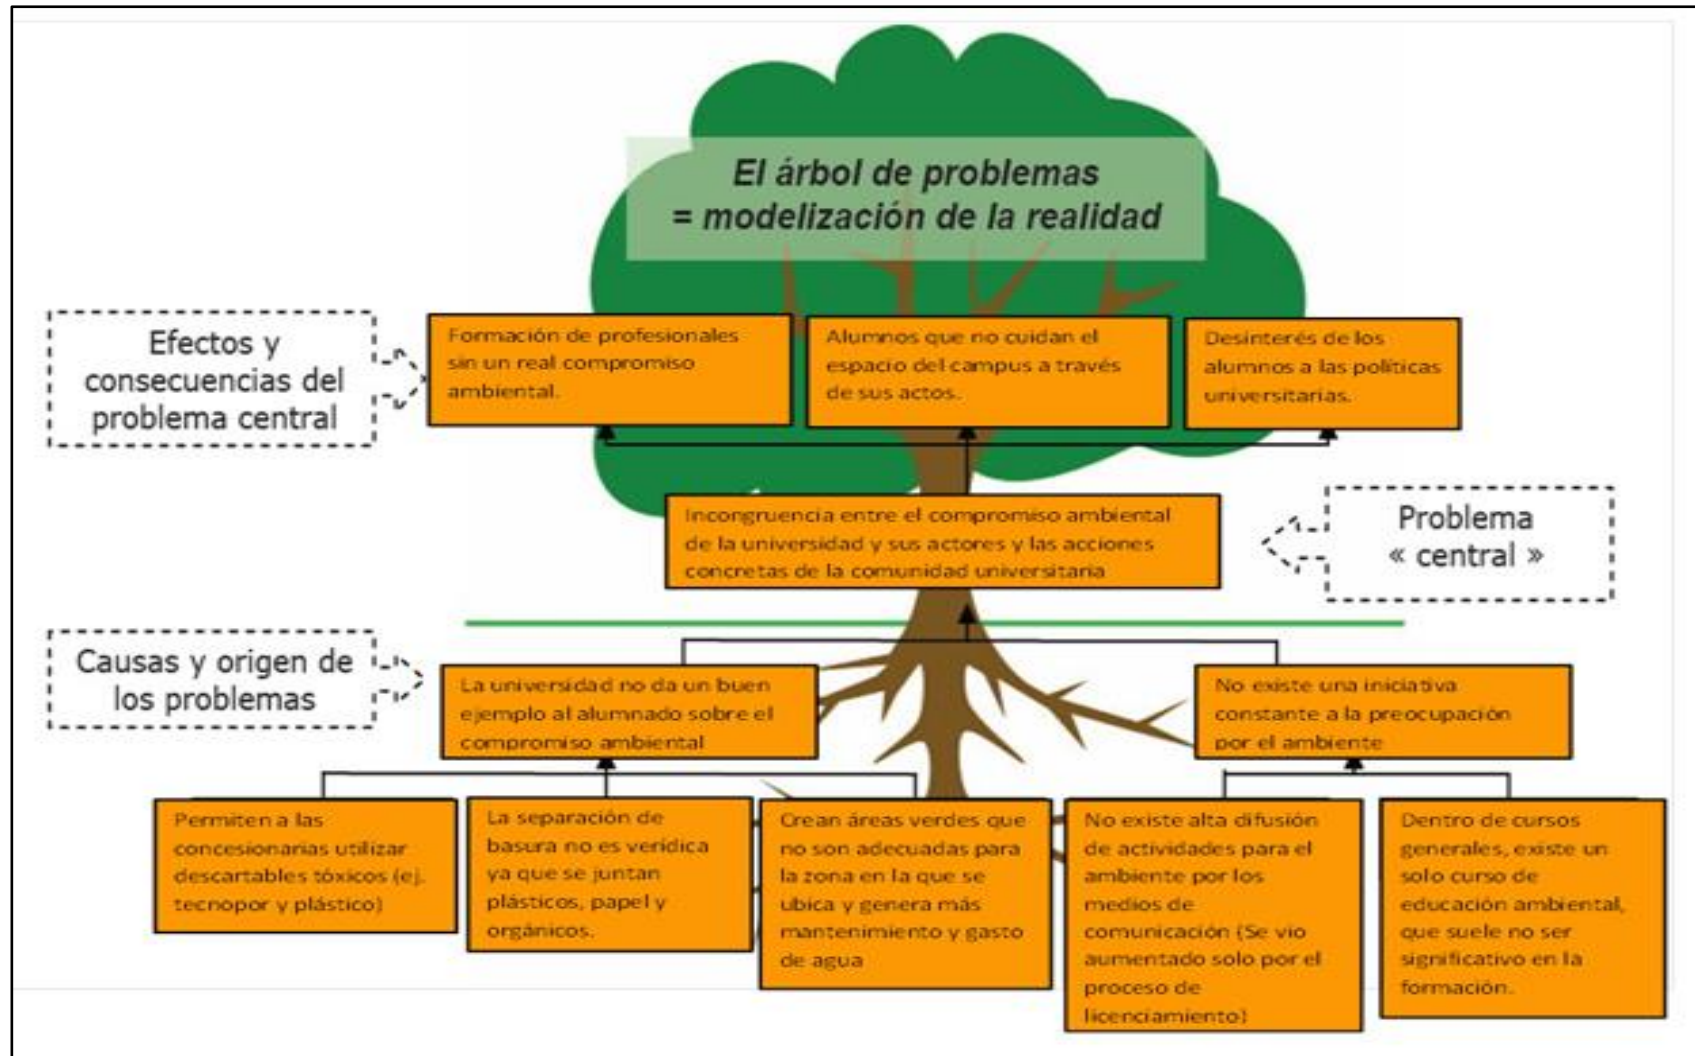 El árbol de problemas
= modelización de la realidad
Efectos y
consecuencias del
problema central
Formación de profesionales
sin un real compromiso
ambiental.
Alumnos que no cuidan el
espacio del campus a través
de sus actos.
Desinterés de los
alumnos a las políticas
universitarias.
Incongruencia entre el compromiso ambiental
de la universidad y sus actores y las acciones
concretas de la comunidad universitaria
Problema
« central »
Causas y origen de
los problemas
La universidad no da un buen
ejemplo al alumnado sobre el
compromiso ambiental
No existe una iniciativa
constante a la preocupación
por el ambiente
Permiten a las
concesionarias utilizar
descartables tóxicos (ej.
tecnopor y plástico)
La separación de
basura no es verídica
ya que se juntan
plásticos, papel y
orgánicos.
Crean áreas verdes que
no son adecuadas para
la zona en la que se
ubica y genera más
mantenimiento y gasto
de agua
No existe alta difusión
de actividades para el
ambiente por los
medios de
comunicación (Se vio
aumentado solo por el
proceso de
licenciamiento)
Dentro de cursos
generales, existe un
solo curso de
educación ambiental,
que suele no ser
significativo en la
formación.